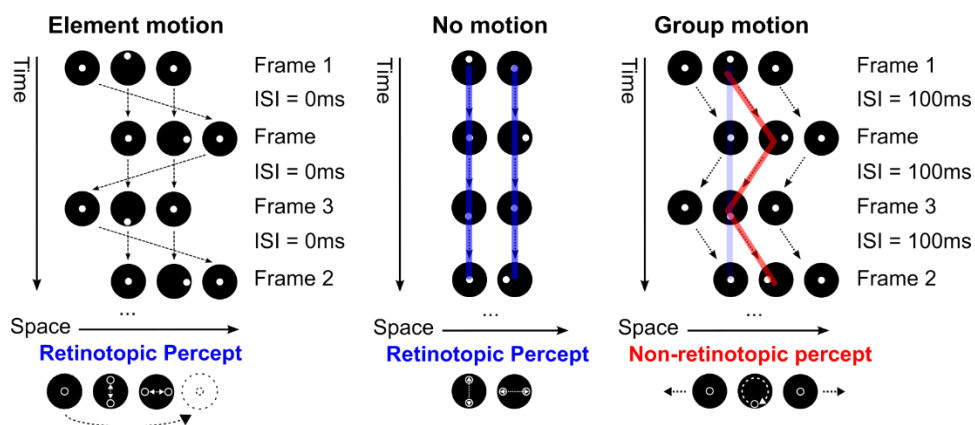 Element motion
Time
Frame 1
ISI = 0ms
Frame
ISI = 0ms
Frame 3
ISI = 0ms
Frame 2
...
Space
Retinotopic Percept
No motion
...
Retinotopic Percept
Group motion
Time
Frame 1
ISI = 100ms
Frame
ISI = 100ms
Frame 3
ISI = 100ms
Frame 2
...
Space
Non-retinotopic percept